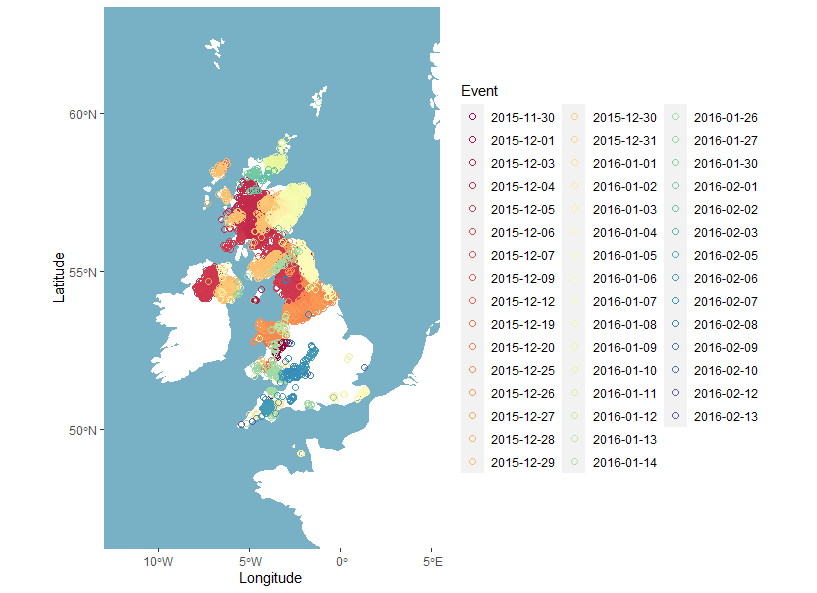 Event
2015-11-30 2015-12-30 2016-01-26
2015-12-01 2015-12-31 2016-01-27
2015-12-03 2016-01-01 2016-01-30
2015-12-04 2016-01-02 2016-02-01
2015-12-05 2016-01-03 2016-02-02
2015-12-06 2016-01-04 2016-02-03
2015-12-07 2016-01-05 2016-02-05
2015-12-09 2016-01-06 2016-02-06
2015-12-12 2016-01-07 2016-02-07
2015-12-19 2016-01-08 2016-02-08
2015-12-20 2016-01-09 2016-02-09
2015-12-25 2016-01-10 2016-02-10
2015-12-26 2016-01-11 2016-02-12
2015-12-27 2016-01-12 2016-02-13
2015-12-28 2016-01-13
2015-12-29 2016-01-14
60°N
55°N
50°N
Latitude
10°W 5°W 0° 5°E
Longitude